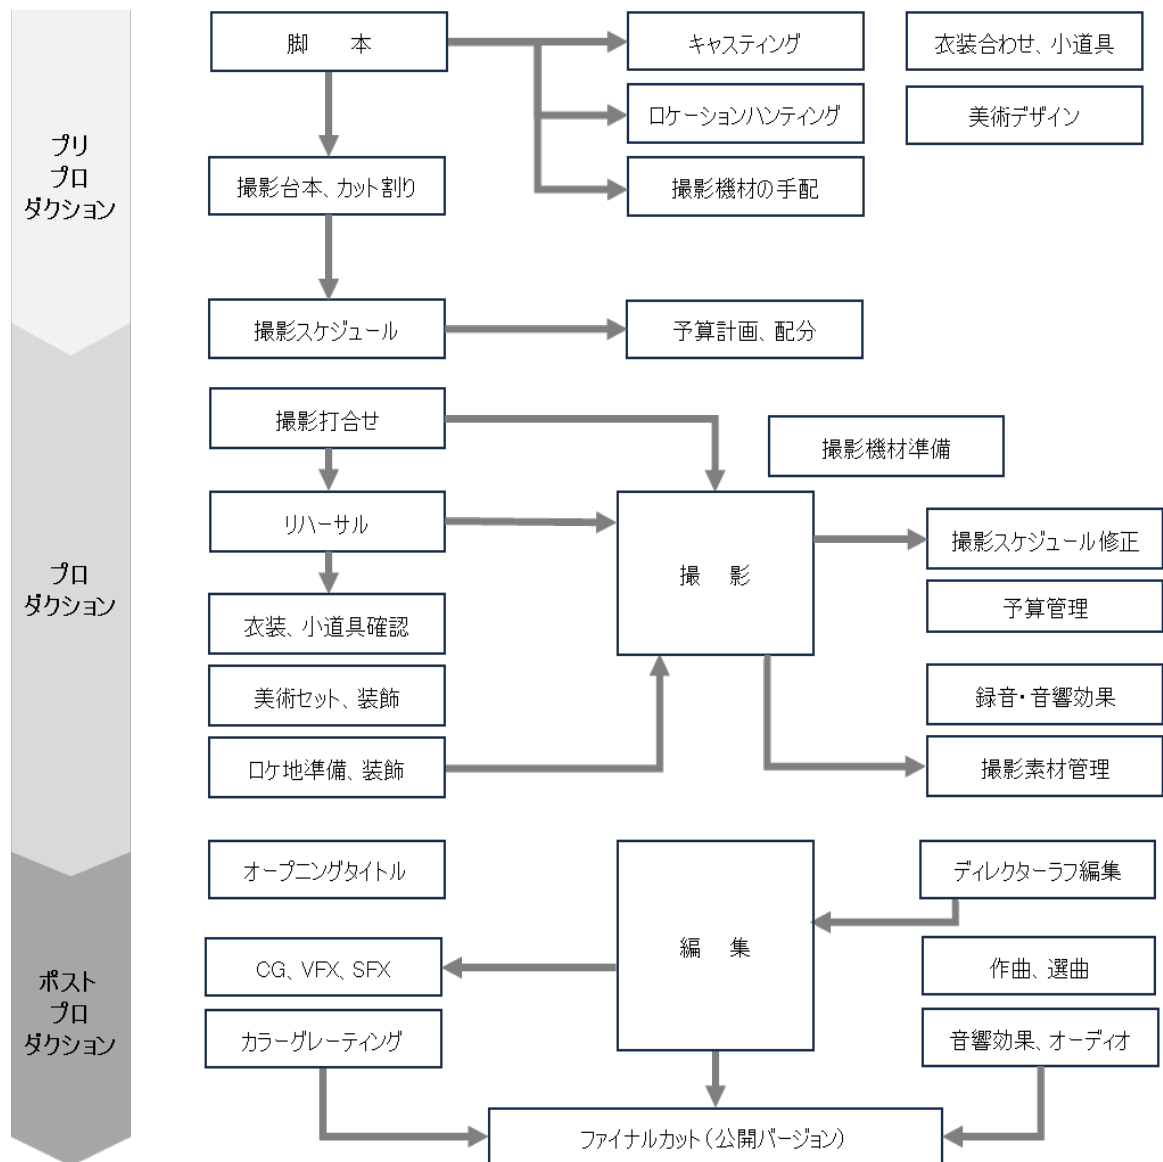 プリ
プロ
ダクション
脚　本
キャスティング
衣装合わせ、小道具
ロケーションハンティング
美術デザイン
撮影台本、カット割り
撮影機材の手配
撮影スケジュール
予算計画、配分
プロ
ダクション
撮影打合せ
撮影機材準備
リハーサル
撮　影
撮影スケジュール修正
予算管理
衣装、小道具確認
美術セット、装飾
録音・音響効果
ロケ地準備、装飾
撮影素材管理
ポスト
プロ
ダクション
オープニングタイトル
編　集
ディレクターラフ編集
CG、VFX、SFX
作曲、選曲
カラーグレーティング
音響効果、オーディオ
ファイナルカット（公開バージョン）